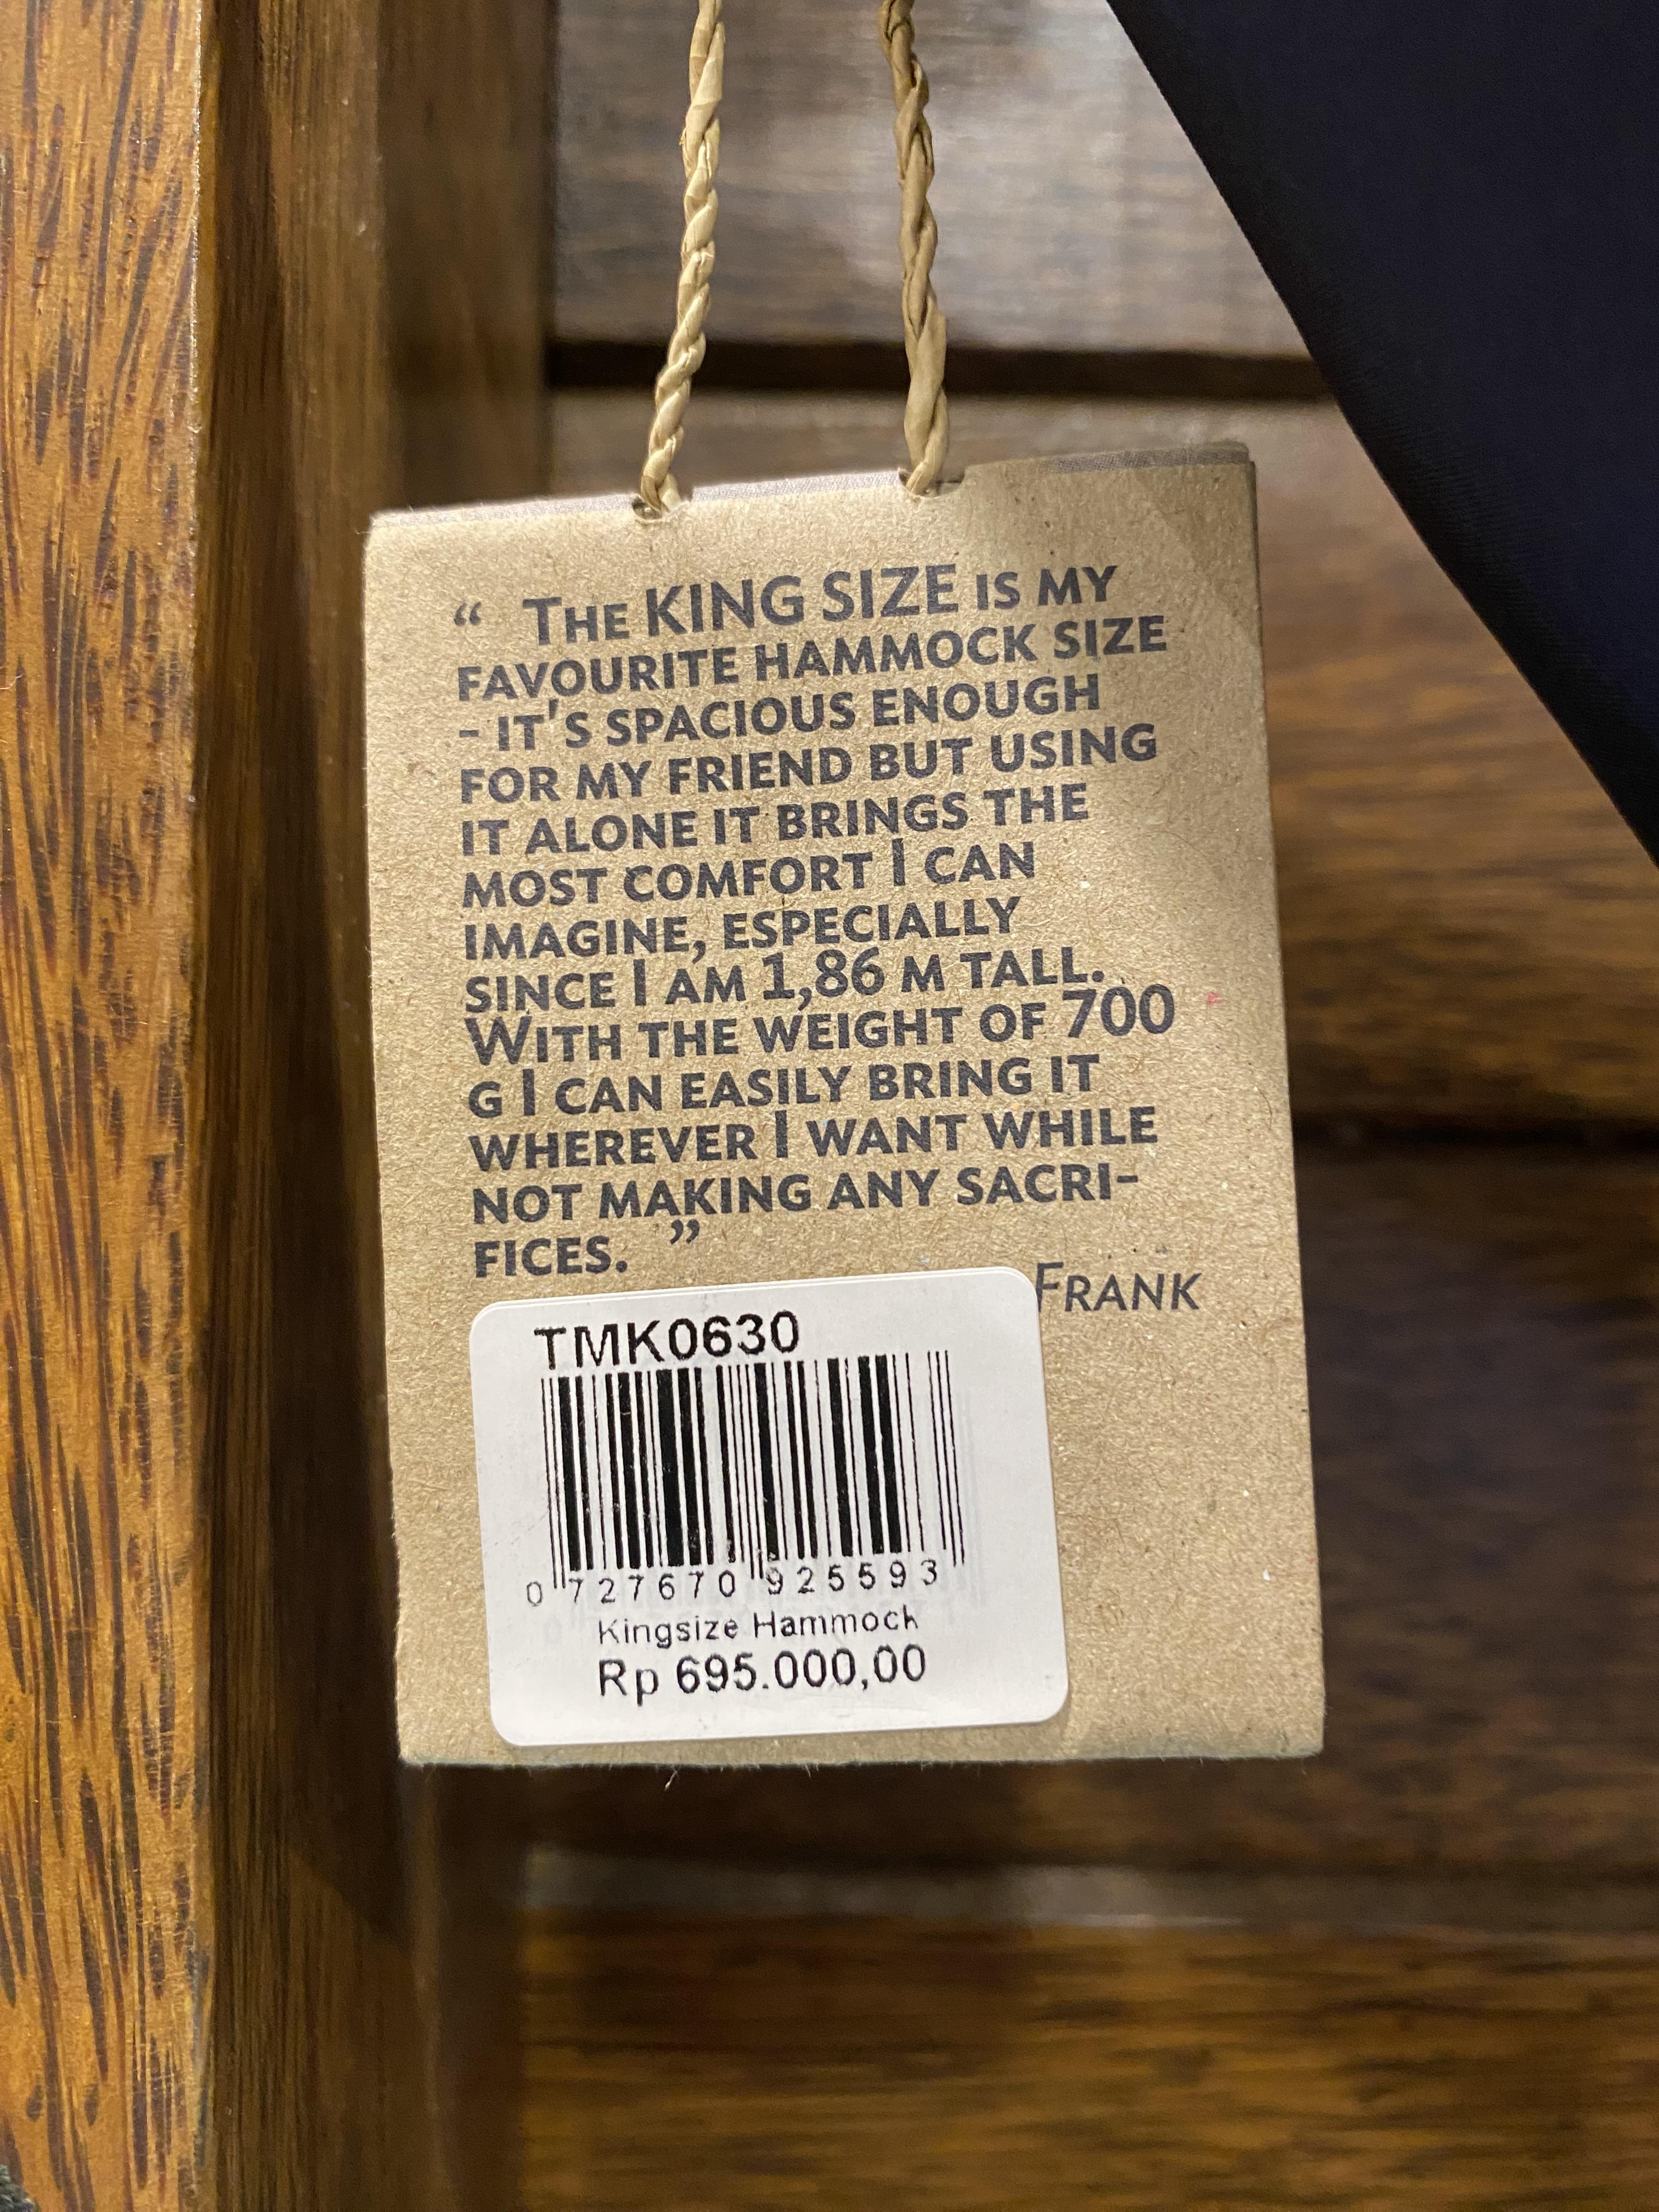 “ The KING SIZE is my
favourite hammock size
- it's spacious enough
for my friend but using
it alone it brings the
most comfort I can
imagine, especially
since I am 1,86 m tall.
With the weight of 700
g I can easily bring it
wherever I want while
not making any sacri-
fices. ”
Frank
TMK0630
0 727670 925593
Kingsize Hammock
Rp 695.000,00